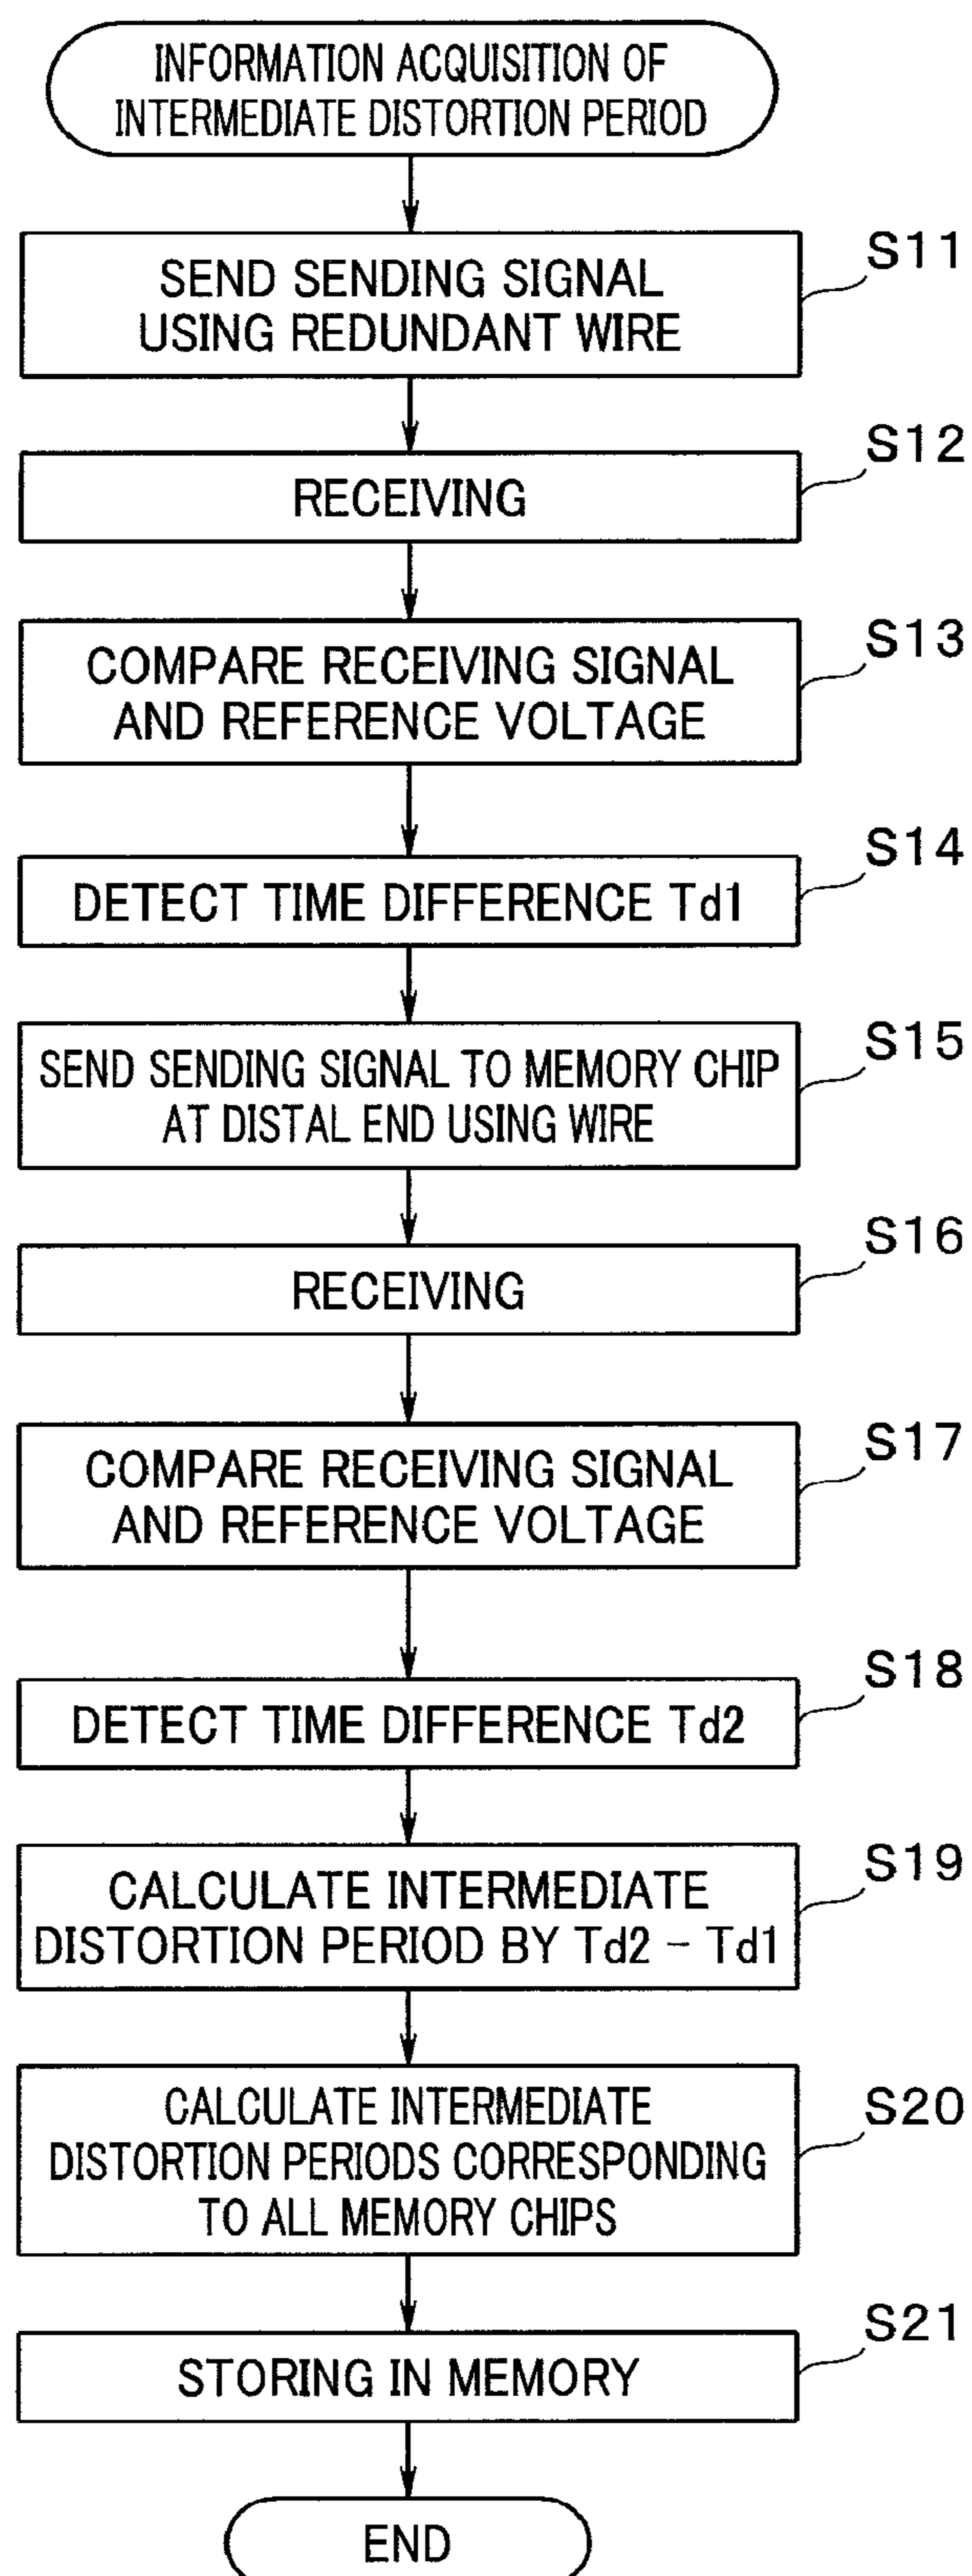 INFORMATION ACQUISITION OF
INTERMEDIATE DISTORTION PERIOD
S11
SEND SENDING SIGNAL
USING REDUNDANT WIRE
S12
RECEIVING
S13
COMPARE RECEIVING SIGNAL
AND REFERENCE VOLTAGE
S14
DETECT TIME DIFFERENCE Td1
S15
SEND SENDING SIGNAL TO MEMORY CHIP
AT DISTAL END USING WIRE
S16
RECEIVING
S17
COMPARE RECEIVING SIGNAL
AND REFERENCE VOLTAGE
S18
DETECT TIME DIFFERENCE Td2
S19
CALCULATE INTERMEDIATE
DISTORTION PERIOD BY Td2 − Td1
S20
CALCULATE INTERMEDIATE
DISTORTION PERIODS CORRESPONDING
TO ALL MEMORY CHIPS
S21
STORING IN MEMORY
END